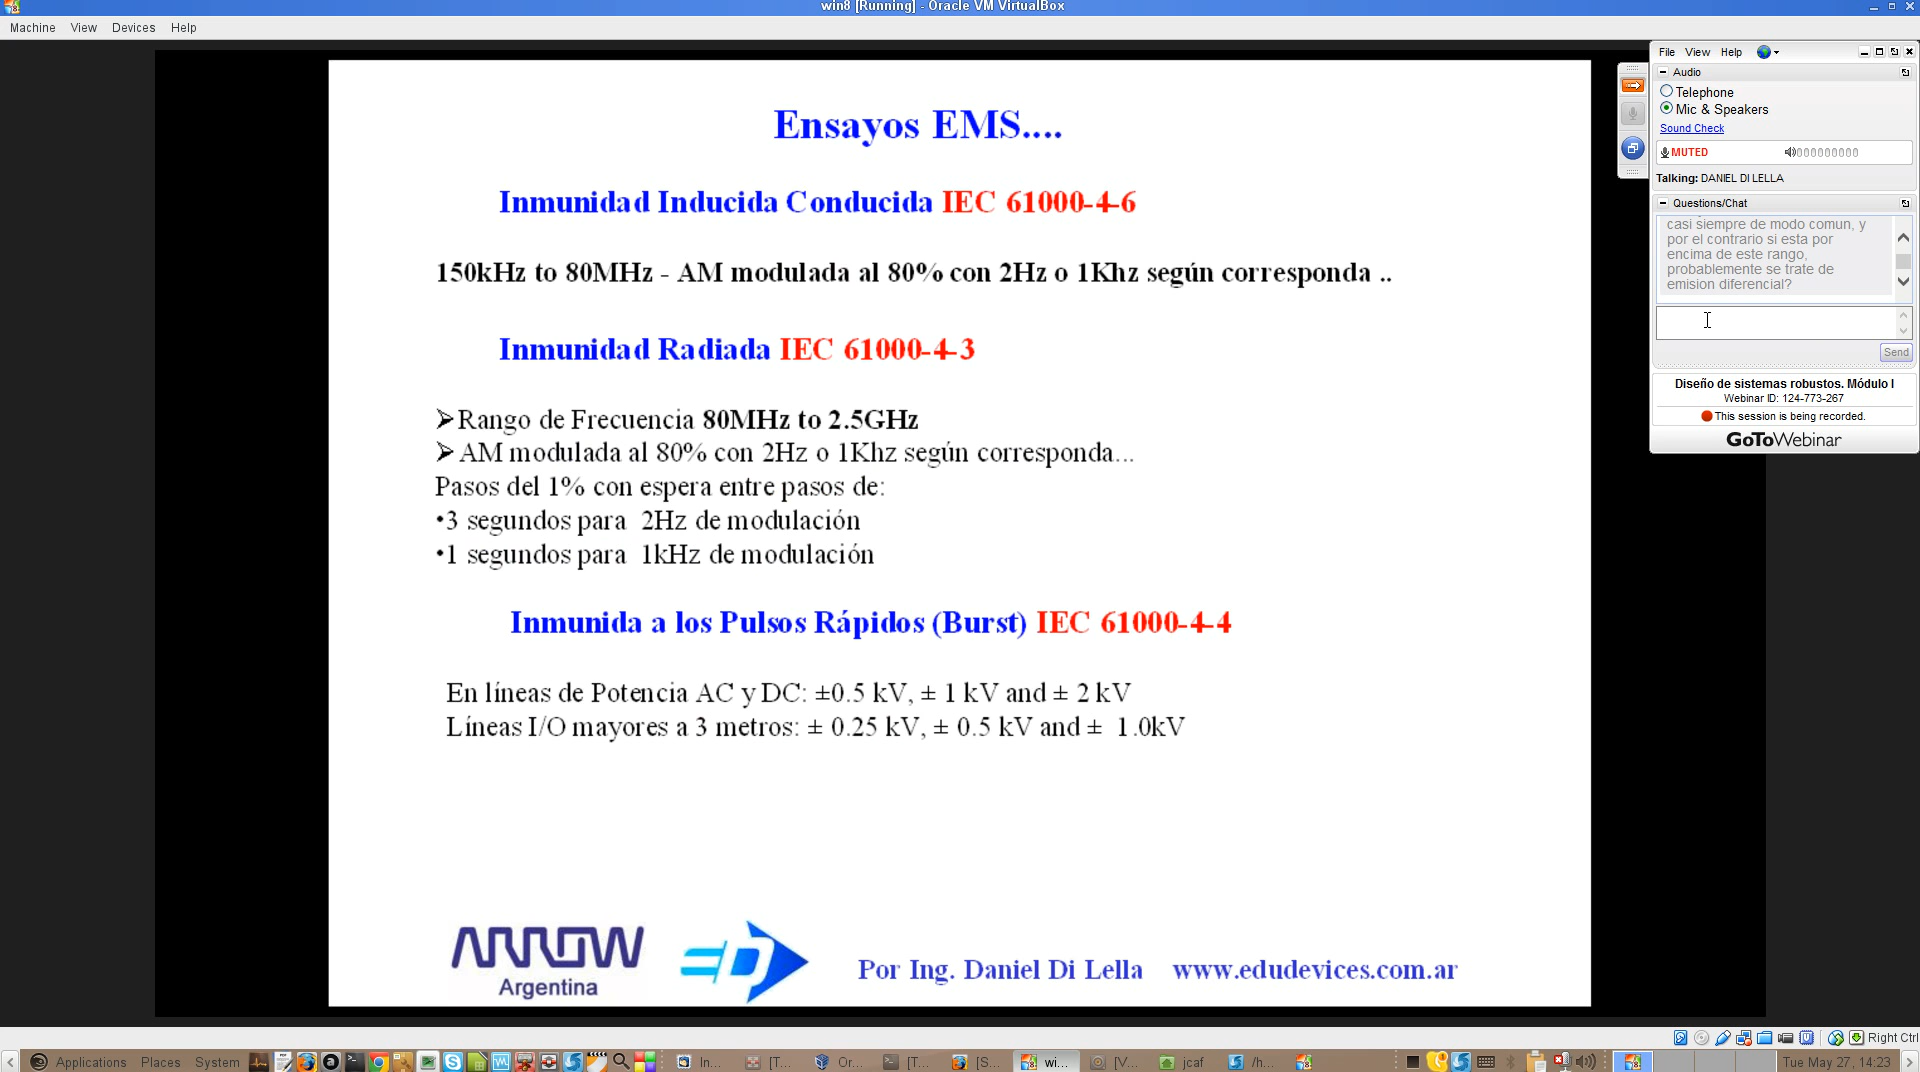 win8 [Running] - Oracle VM VirtualBox
Machine View Devices Help
Ensayos EMS....
Inmunidad Inducida Conducida IEC 61000-4-6
150kHz to 80MHz - AM modulada al 80% con 2Hz o 1Khz según corresponda ..
Inmunidad Radiada IEC 61000-4-3
➢Rango de Frecuencia 80MHz to 2.5GHz
➢AM modulada al 80% con 2Hz o 1Khz según corresponda...
Pasos del 1% con espera entre pasos de:
•3 segundos para 2Hz de modulación
•1 segundos para 1kHz de modulación
Inmunida a los Pulsos Rápidos (Burst) IEC 61000-4-4
En líneas de Potencia AC y DC: ±0.5 kV, ± 1 kV and ± 2 kV
Líneas I/O mayores a 3 metros: ± 0.25 kV, ± 0.5 kV and ± 1.0kV
ARROW
Argentina
Por Ing. Daniel Di Lella www.edudevices.com.ar
File View Help
Audio
Telephone
Mic & Speakers
Sound Check
MUTED
Talking: DANIEL DI LELLA
Questions/Chat
casi siempre de modo comun, y
por el contrario si esta por
encima de este rango,
probablemente se trate de
emision diferencial?
Send
Diseño de sistemas robustos. Módulo I
Webinar ID: 124-773-267
This session is being recorded.
GoToWebinar
Right Ctrl
Applications Places System In... [T... Or... [T... [S... wi... [V... jcaf /h... Tue May 27, 14:23